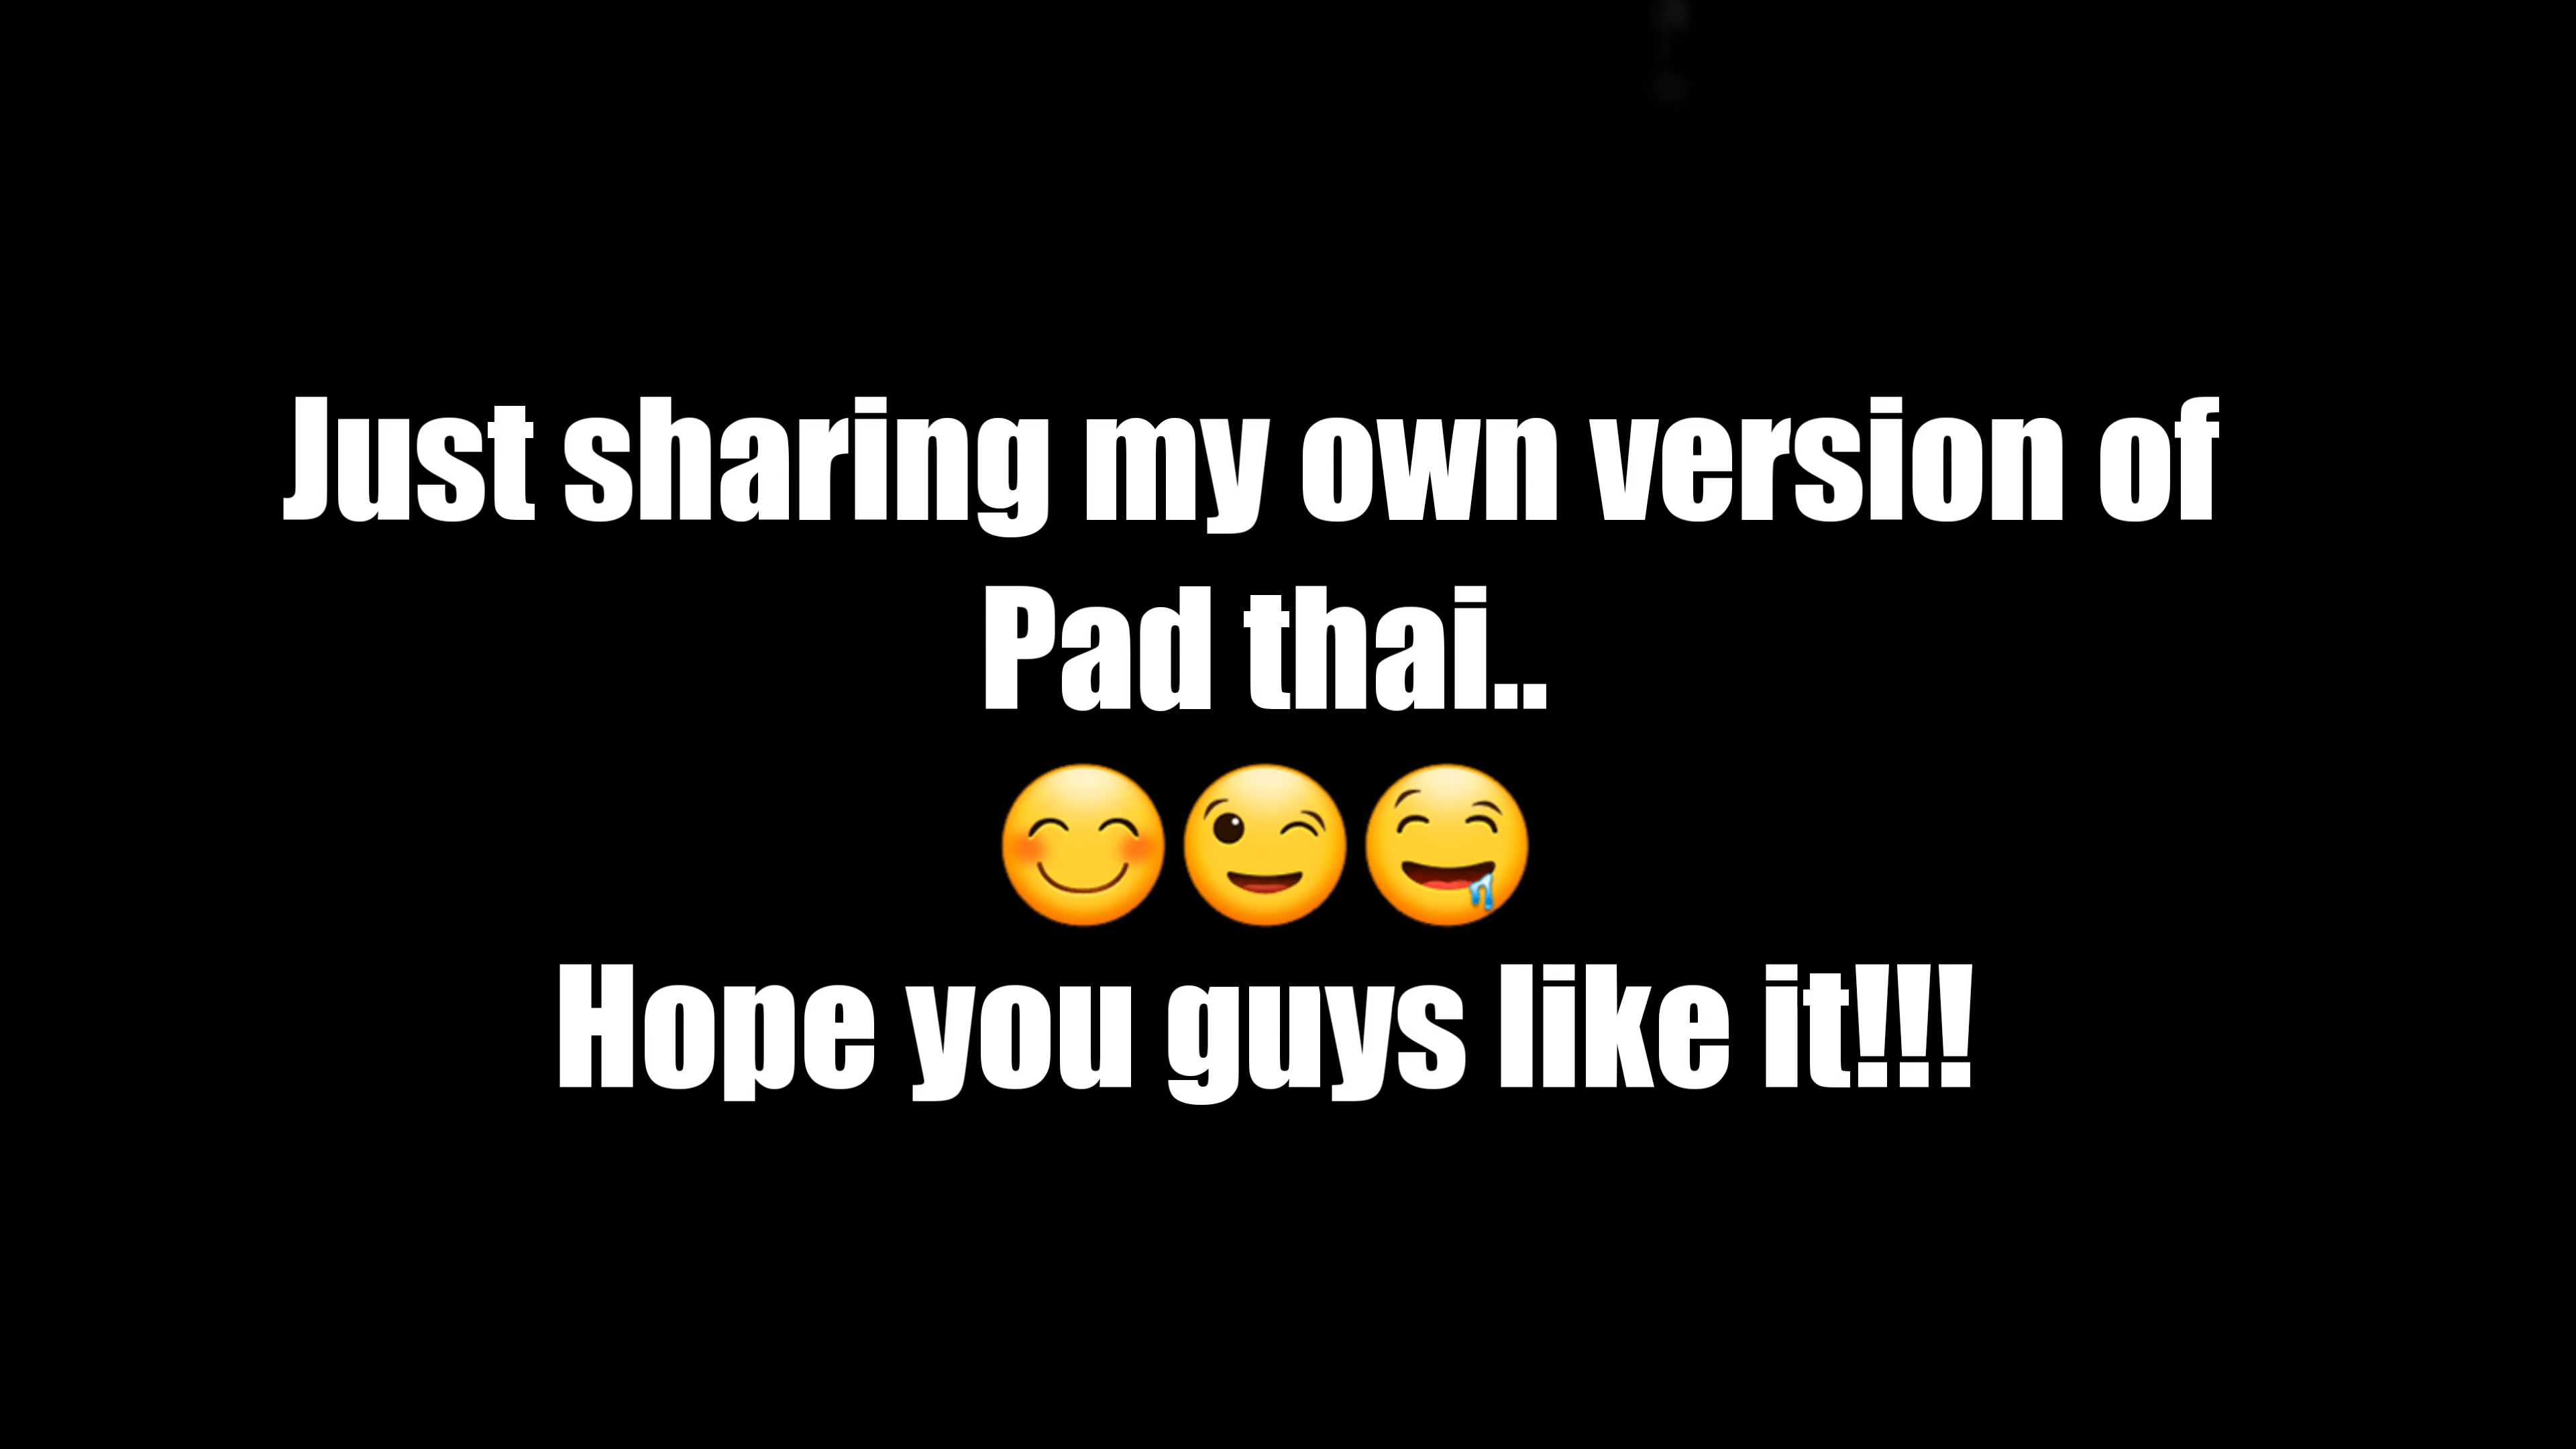 Just sharing my own version of
Pad thai..
😊😉🤤
Hope you guys like it!!!